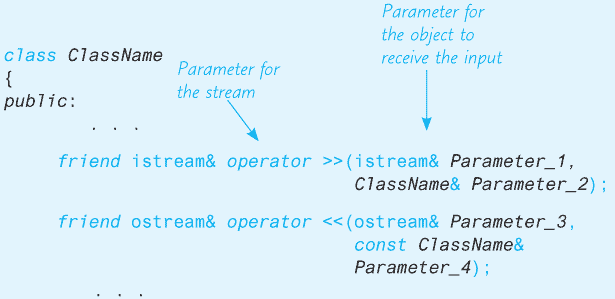 Parameter for
the object to
receive the input
class ClassName
{
Parameter for
the stream
public:
. . .
friend istream& operator >>(istream& Parameter_1,
ClassName& Parameter_2);
friend ostream& operator <<(ostream& Parameter_3,
const ClassName&
Parameter_4);
. . .